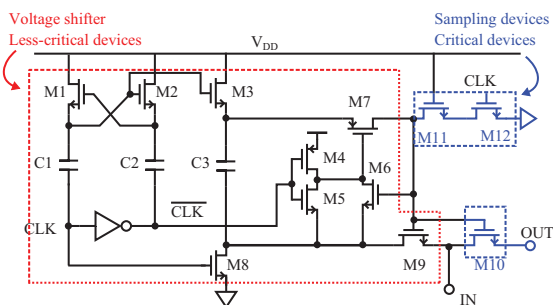 Voltage shifter
Less-critical devices
Sampling devices
Critical devices
V_DD
M1
M2
M3
CLK
M7
M11
M12
C1
C2
C3
M4
M6
M5
CLK
CLK
M8
M9
M10
OUT
IN